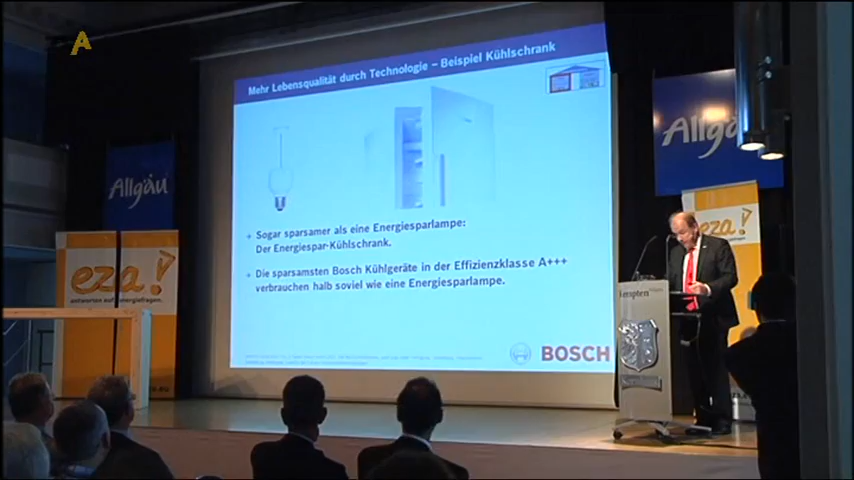 A
Mehr Lebensqualität durch Technologie – Beispiel Kühlschrank
Allgäu
Allgäu
+ Sogar sparsamer als eine Energiesparlampe:
Der Energiespar-Kühlschrank.
+ Die sparsamsten Bosch Kühlgeräte in der Effizienzklasse A+++
verbrauchen halb soviel wie eine Energiesparlampe.
BOSCH
eza!
antworten auf energiefragen.
eza!
kempten